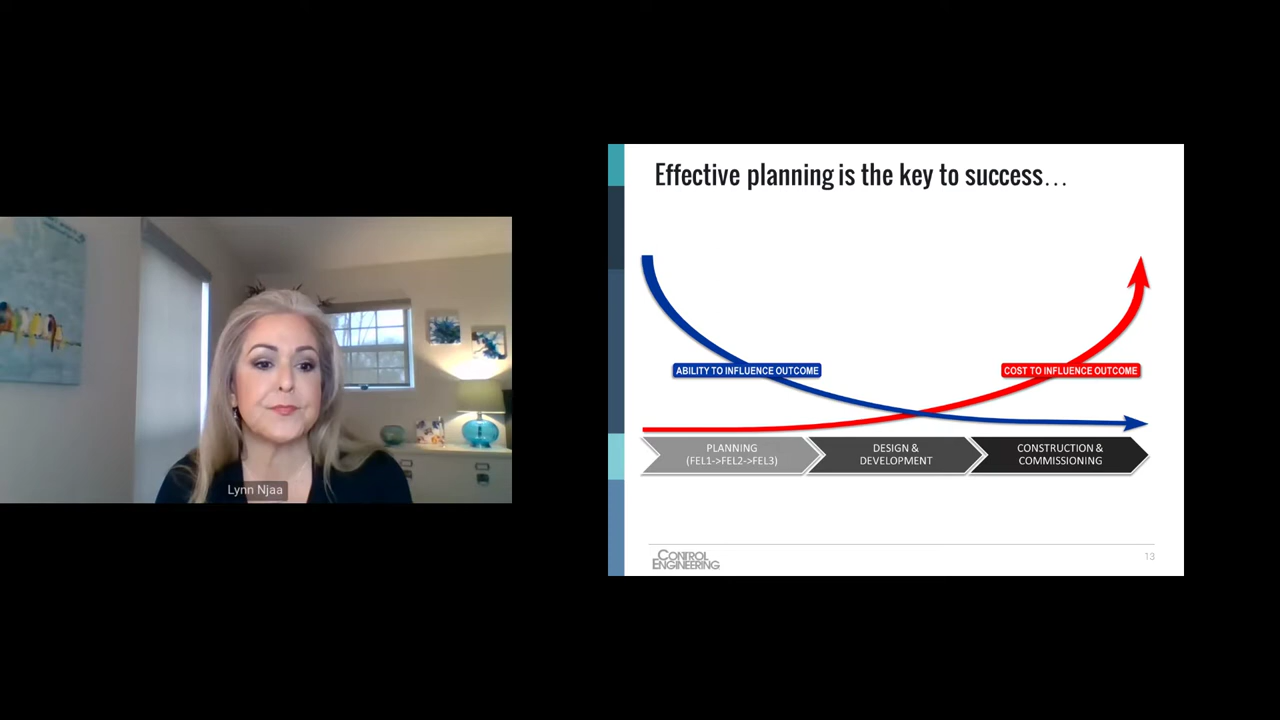 Effective planning is the key to success...
ABILITY TO INFLUENCE OUTCOME
COST TO INFLUENCE OUTCOME
PLANNING
(FEL1->FEL2->FEL3)
DESIGN &
DEVELOPMENT
CONSTRUCTION &
COMMISSIONING
Lynn Njaa
CONTROL
ENGINEERING
13